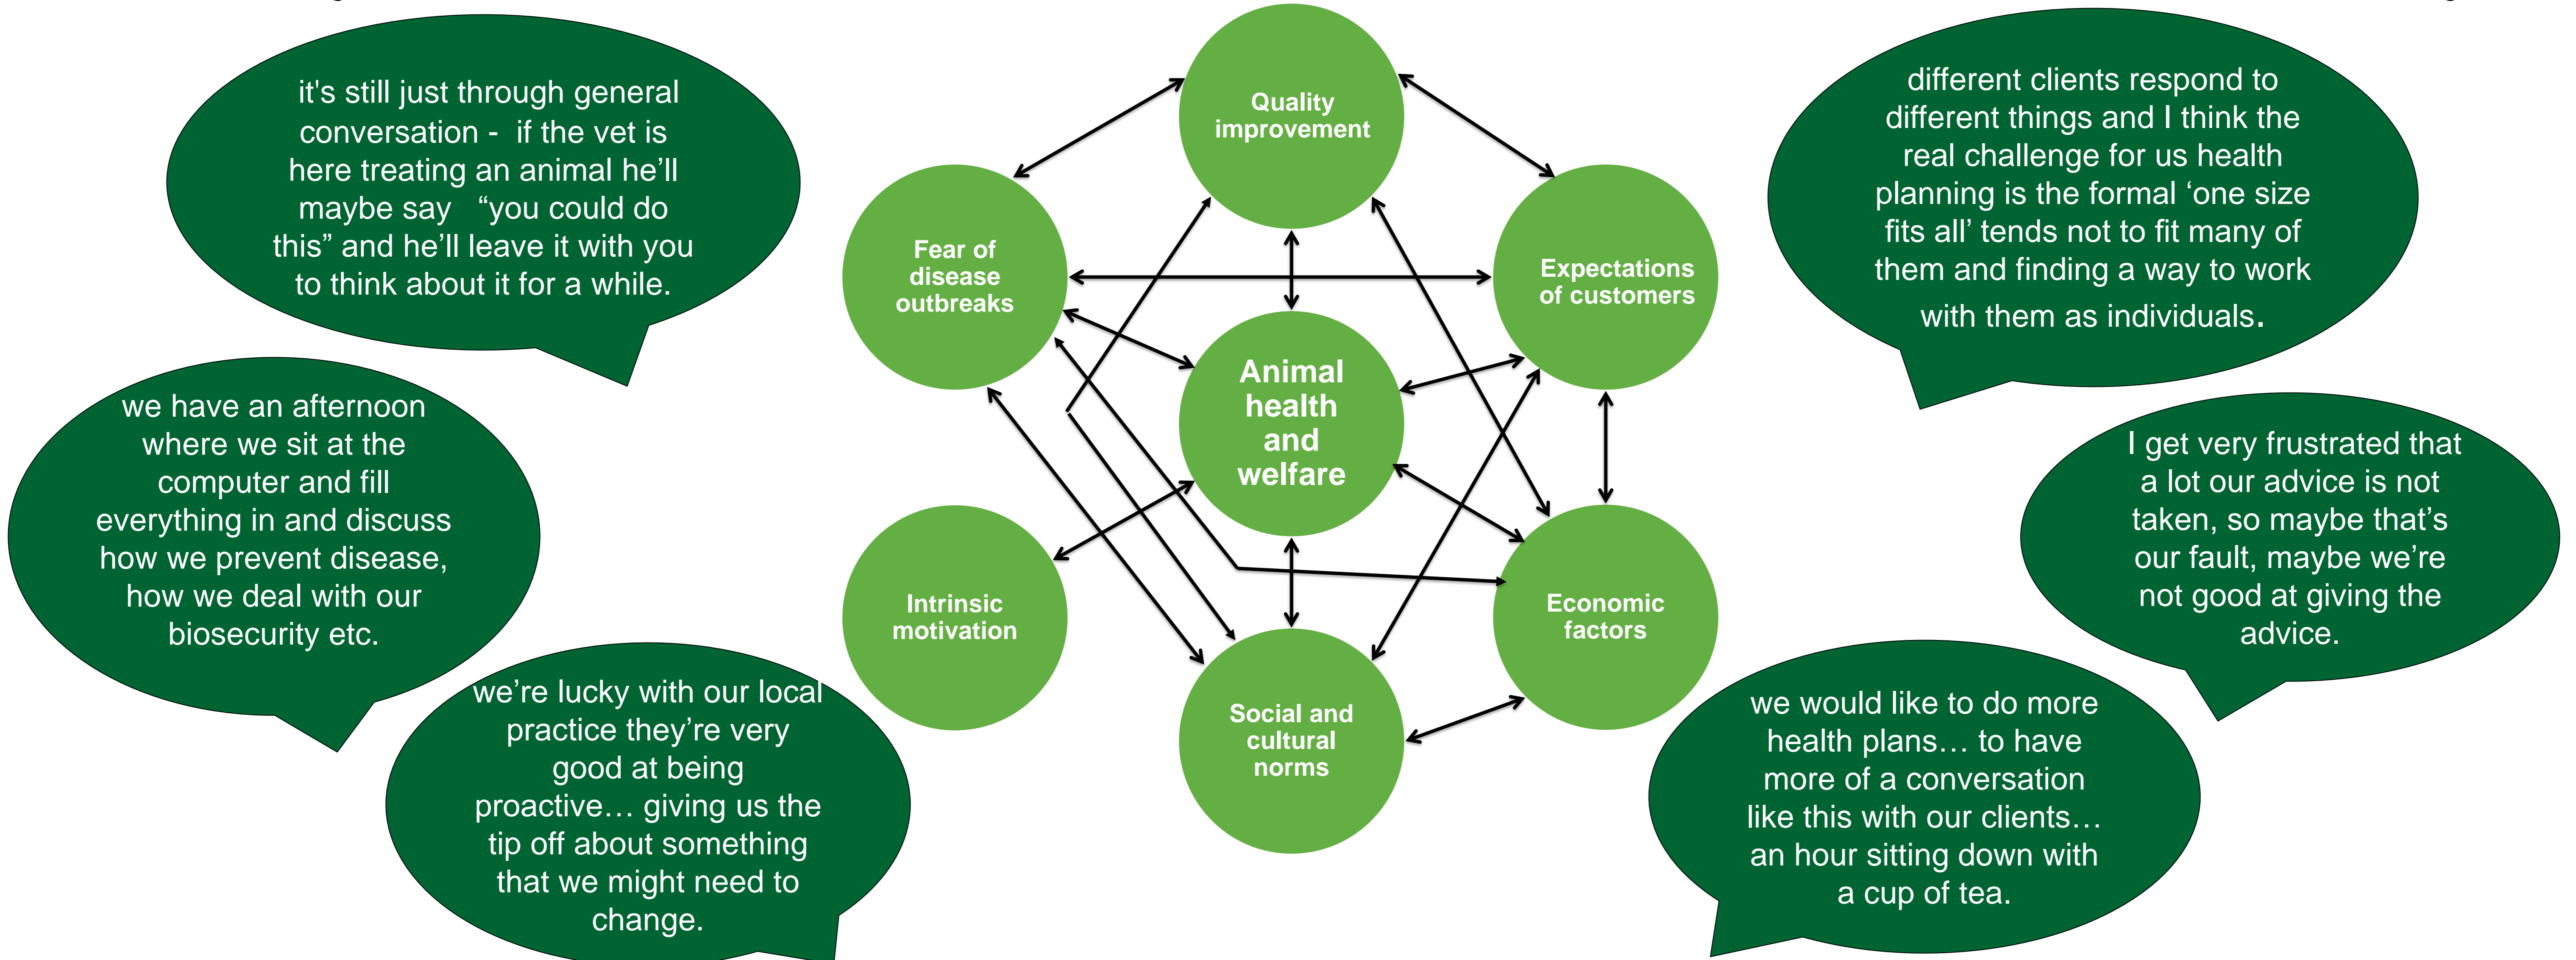 it's still just through general
conversation -  if the vet is
here treating an animal he’ll
maybe say   “you could do
this” and he’ll leave it with you
to think about it for a while.
we have an afternoon
where we sit at the
computer and fill
everything in and discuss
how we prevent disease,
how we deal with our
biosecurity etc.
we’re lucky with our local
practice they’re very
good at being
proactive… giving us the
tip off about something
that we might need to
change.
Quality
improvement
Fear of
disease
outbreaks
Expectations
of customers
Animal
health
and
welfare
Intrinsic
motivation
Economic
factors
Social and
cultural
norms
different clients respond to
different things and I think the
real challenge for us health
planning is the formal ‘one size
fits all’ tends not to fit many of
them and finding a way to work
with them as individuals.
I get very frustrated that
a lot our advice is not
taken, so maybe that’s
our fault, maybe we’re
not good at giving the
advice.
we would like to do more
health plans… to have
more of a conversation
like this with our clients…
an hour sitting down with
a cup of tea.